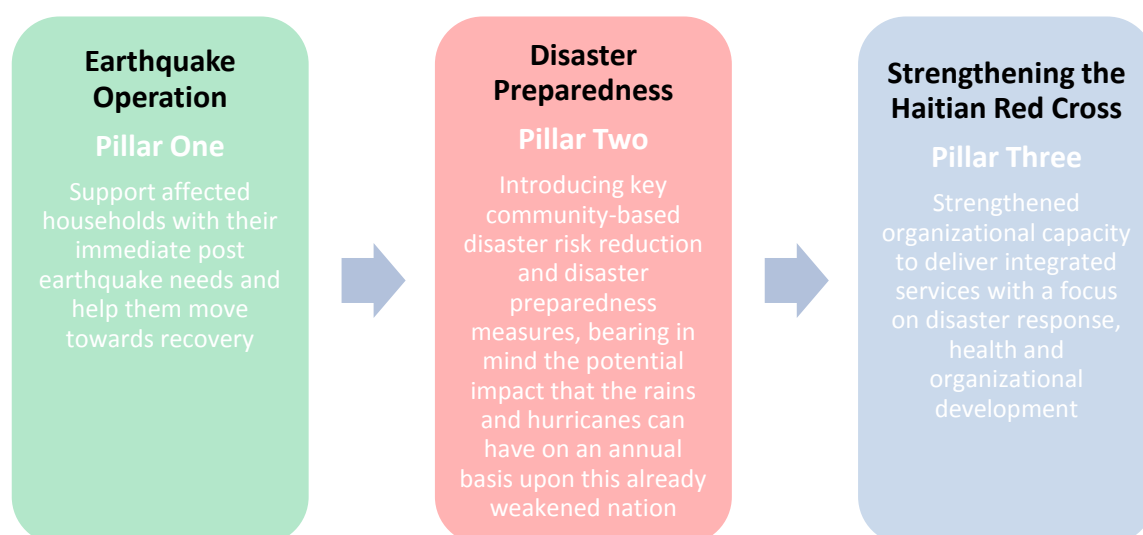 Earthquake
Operation
Pillar One
Support affected
households with their
immediate post
earthquake needs and
help them move
towards recovery
Disaster
Preparedness
Pillar Two
Introducing key
community-based
disaster risk reduction
and disaster
preparedness
measures, bearing in
mind the potential
impact that the rains
and hurricanes can
have on an annual
basis upon this already
weakened nation
Strengthening the
Haitian Red Cross
Pillar Three
Strengthened
organizational capacity
to deliver integrated
services with a focus
on disaster response,
health and
organizational
development